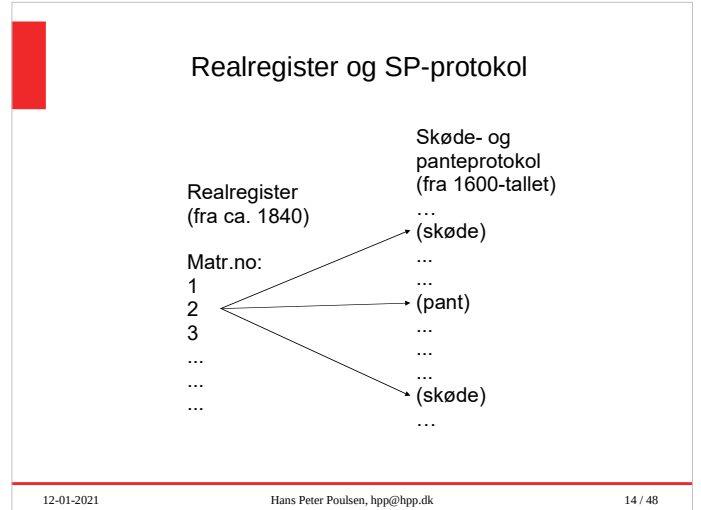 Realregister og SP-protokol
Realregister
(fra ca. 1840)
Matr.no:
1
2
3
...
...
...
Skøde- og
panteprotokol
(fra 1600-tallet)
…
(skøde)
...
...
(pant)
...
...
...
(skøde)
…
12-01-2021
Hans Peter Poulsen, hpp@hpp.dk
14 / 48